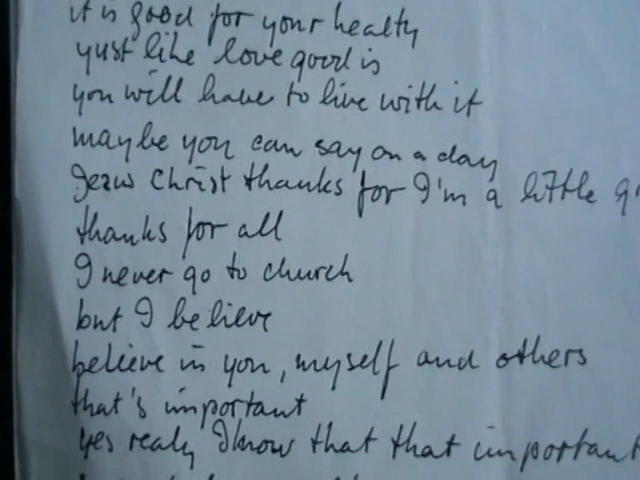 it is good for your healty
yust like love good is
you will have to live with it
maybe you can say on a day
Jezus Christ thanks for I'm a little
thanks for all
I never go to church
but I believe
believe in you, myself and others
that's important
yes realy I know that that important